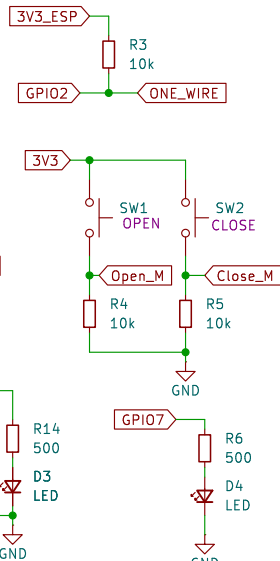 3V3_ESP
R3
10k
GPIO2
ONE_WIRE
3V3
SW1
OPEN
SW2
CLOSE
Open_M
Close_M
R4
10k
R5
10k
GND
GPIO7
R14
500
R6
500
D3
LED
D4
LED
GND
GND